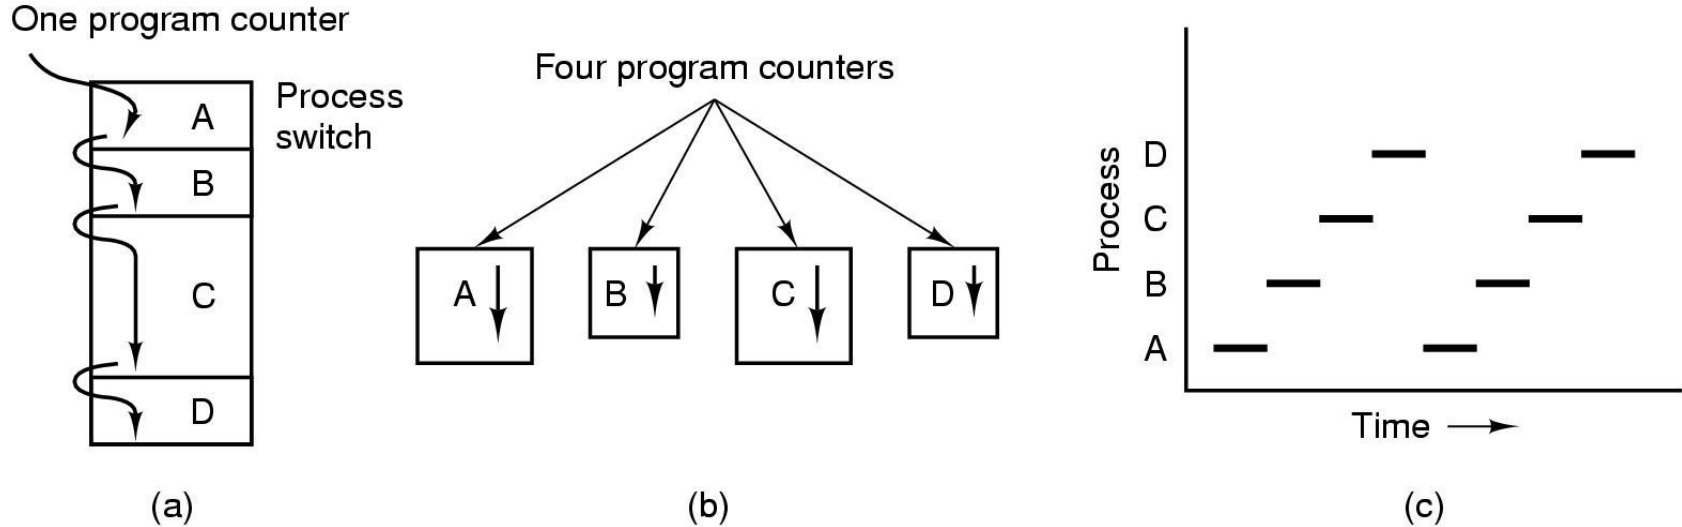 One program counter
A
B
C
D
Process
switch
(a)
Four program counters
A
B
C
D
(b)
Process
D
C
B
A
Time
(c)